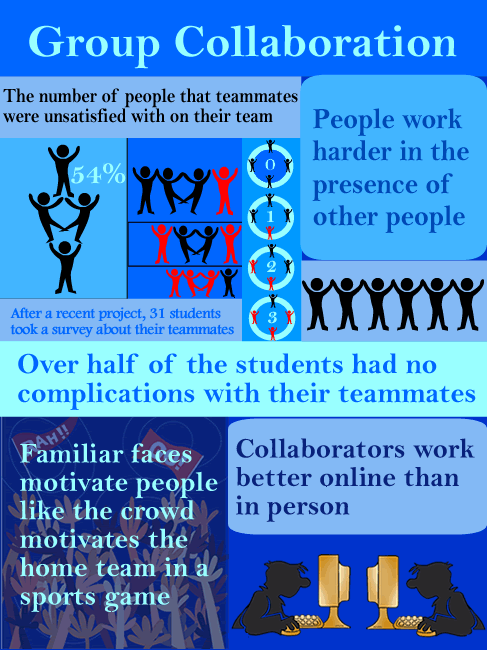 Group Collaboration
The number of people that teammates
were unsatisfied with on their team
54%
0
1
2
3
After a recent project, 31 students
took a survey about their teammates
People work
harder in the
presence of
other people
Over half of the students had no
complications with their teammates
RAH!!
GO!!
Familiar faces
motivate people
like the crowd
motivates the
home team in a
sports game
Collaborators work
better online than
in person